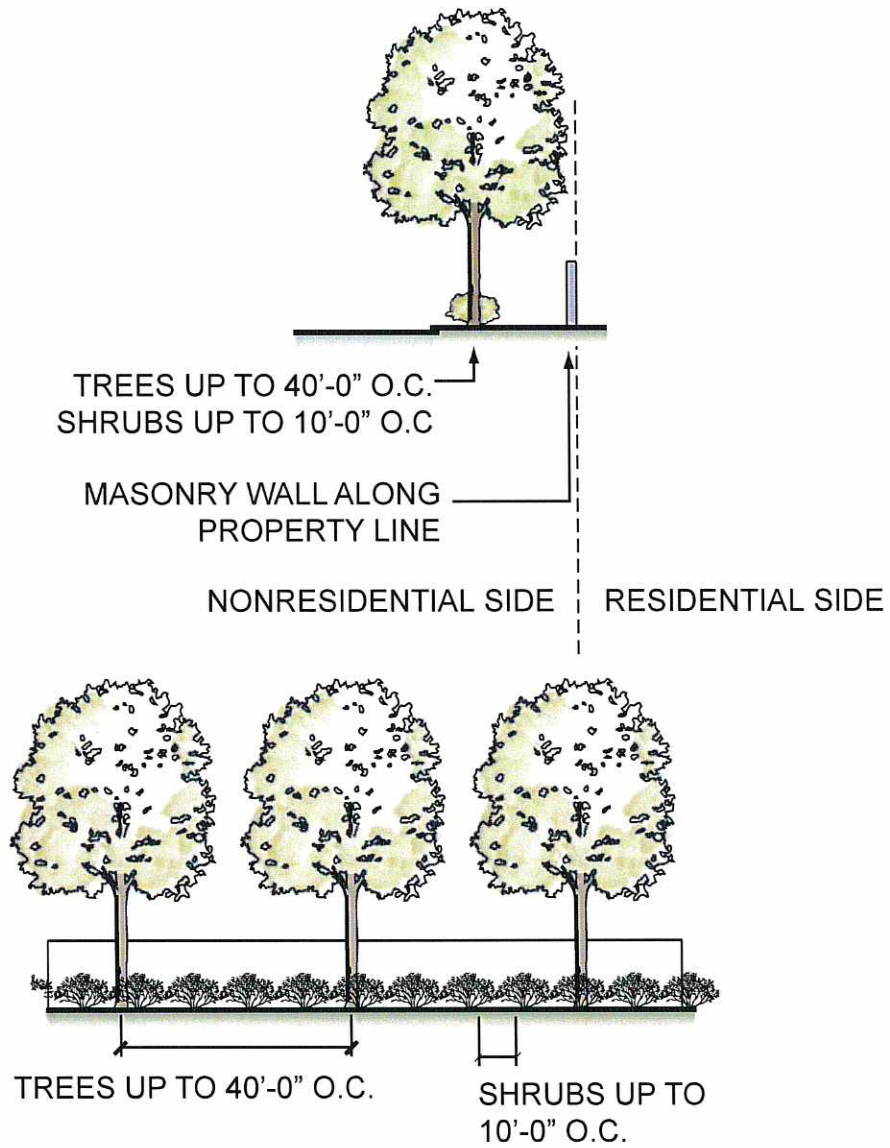 TREES UP TO 40'-0" O.C.
SHRUBS UP TO 10'-0" O.C
MASONRY WALL ALONG
PROPERTY LINE
NONRESIDENTIAL SIDE
RESIDENTIAL SIDE
TREES UP TO 40'-0" O.C.
SHRUBS UP TO
10'-0" O.C.